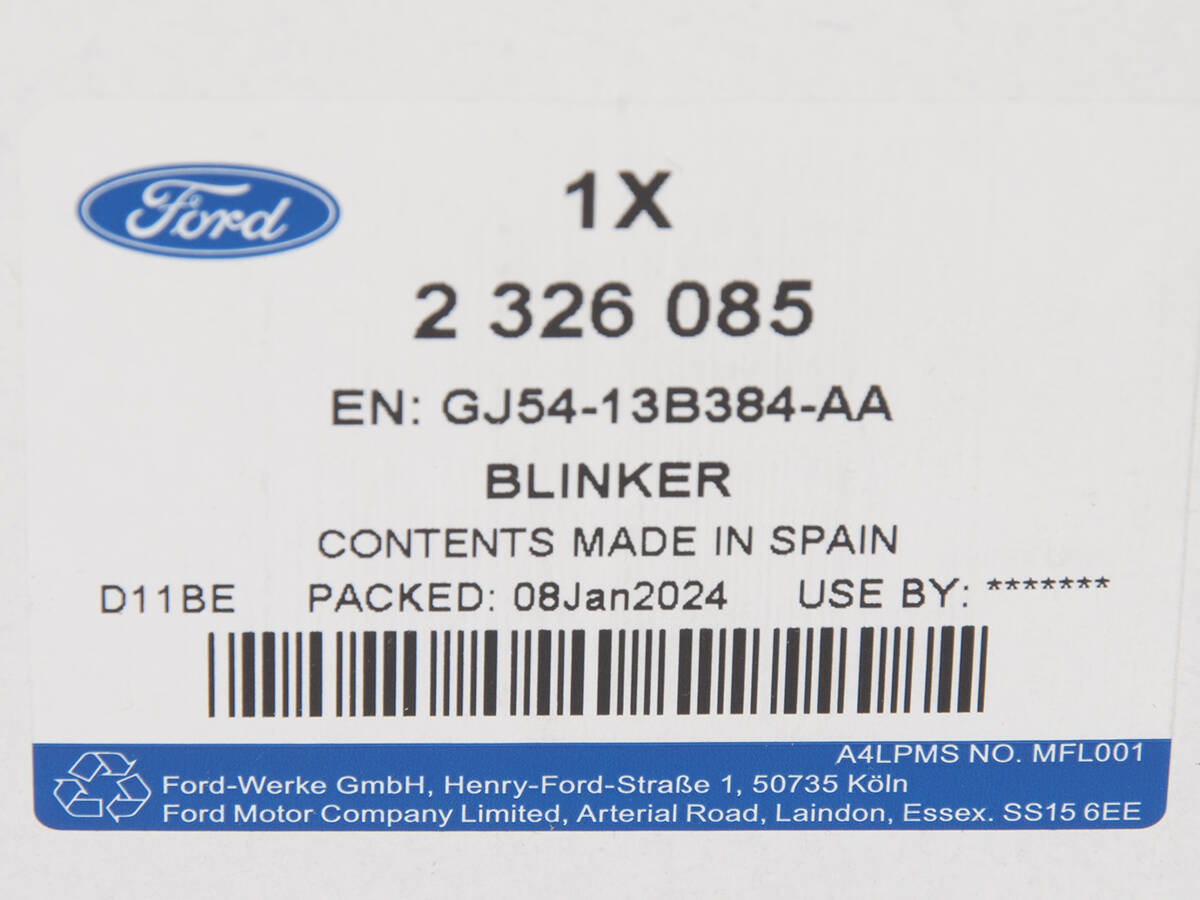 Ford
1X
2 326 085
EN: GJ54-13B384-AA
BLINKER
CONTENTS MADE IN SPAIN
D11BE PACKED: 08Jan2024 USE BY: *******
A4LPMS NO. MFL001
Ford-Werke GmbH, Henry-Ford-Straße 1, 50735 Köln
Ford Motor Company Limited, Arterial Road, Laindon, Essex. SS15 6EE